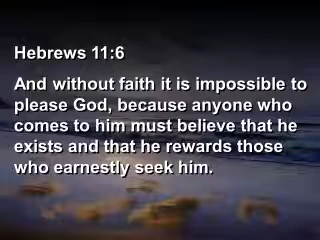 Hebrews 11:6
And without faith it is impossible to
please God, because anyone who
comes to him must believe that he
exists and that he rewards those
who earnestly seek him.